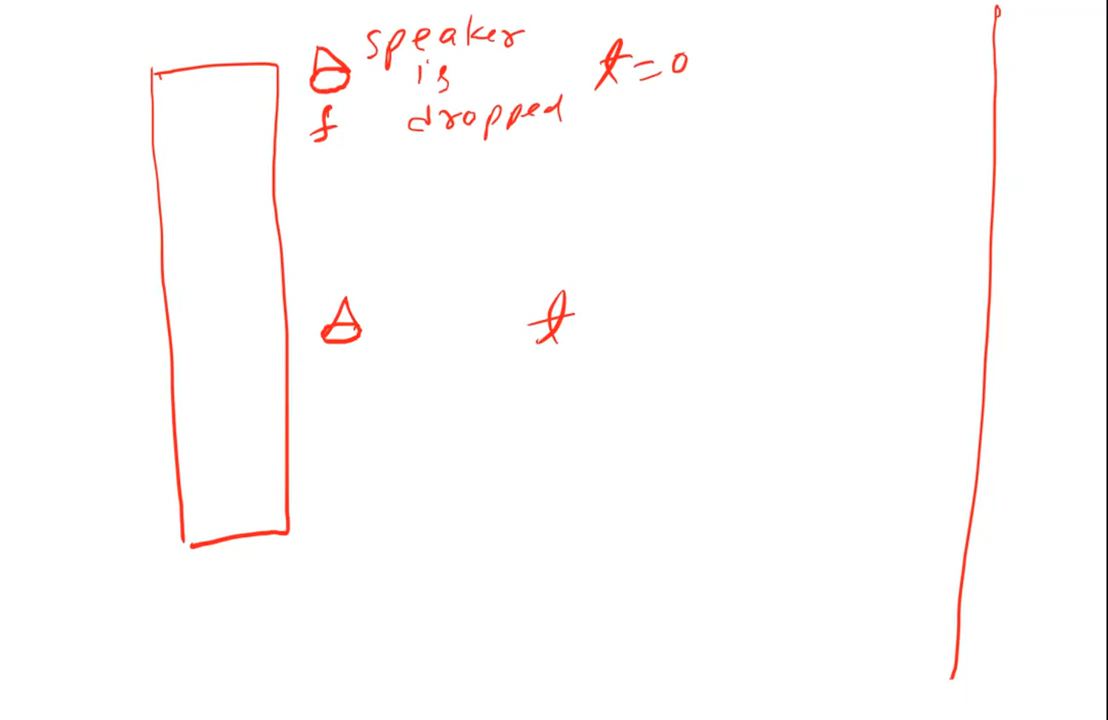 speaker
is
dropped
t = 0
f
t